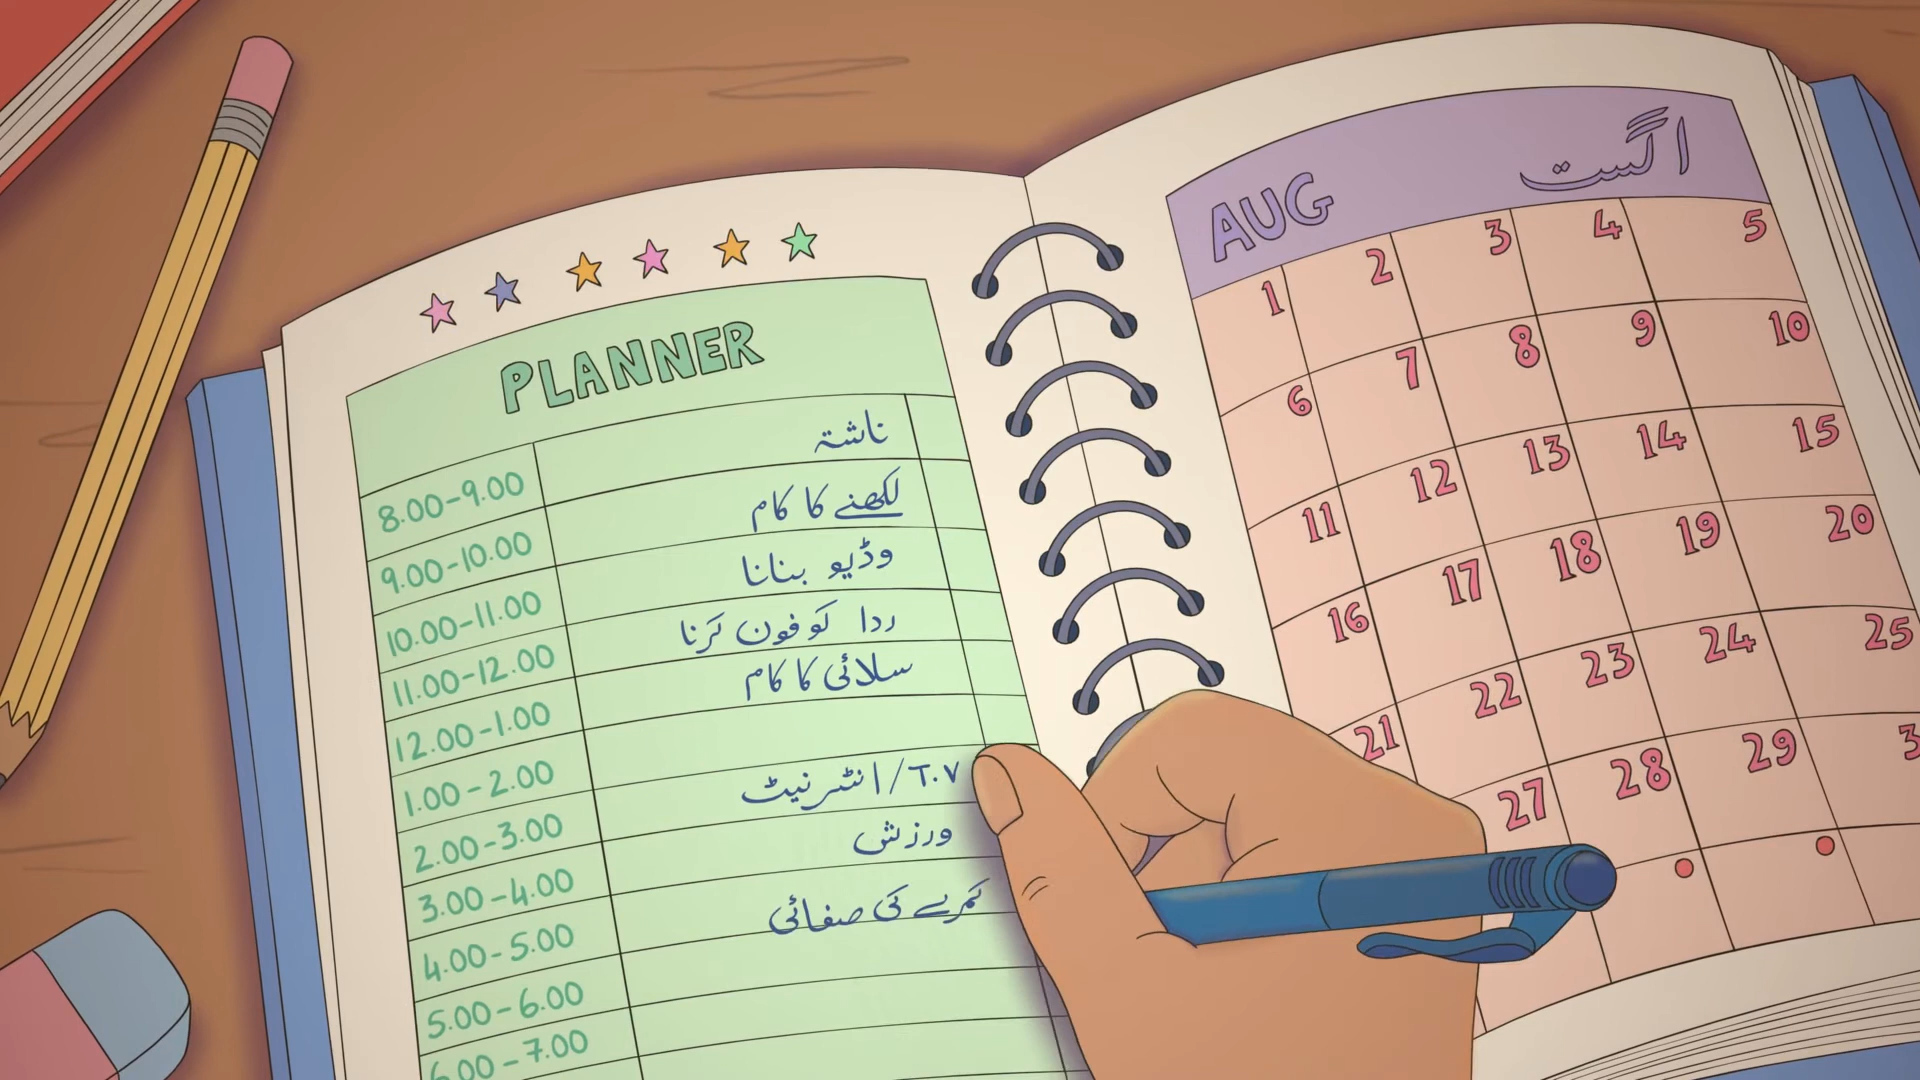 PLANNER
8.00-9.00 ناشتہ
9.00-10.00 لکھنے کا کام
10.00-11.00 وڈیو بنانا
11.00-12.00 ردا کو فون کرنا
12.00-1.00 سلائی کا کام
1.00-2.00
2.00-3.00 T.V/انٹرنیٹ
3.00-4.00 ورزش
4.00-5.00 کمرے کی صفائی
5.00-6.00
6.00-7.00
AUG اگست
1 2 3 4 5
6 7 8 9 10
11 12 13 14 15
16 17 18 19 20
21 22 23 24 25
27 28 29